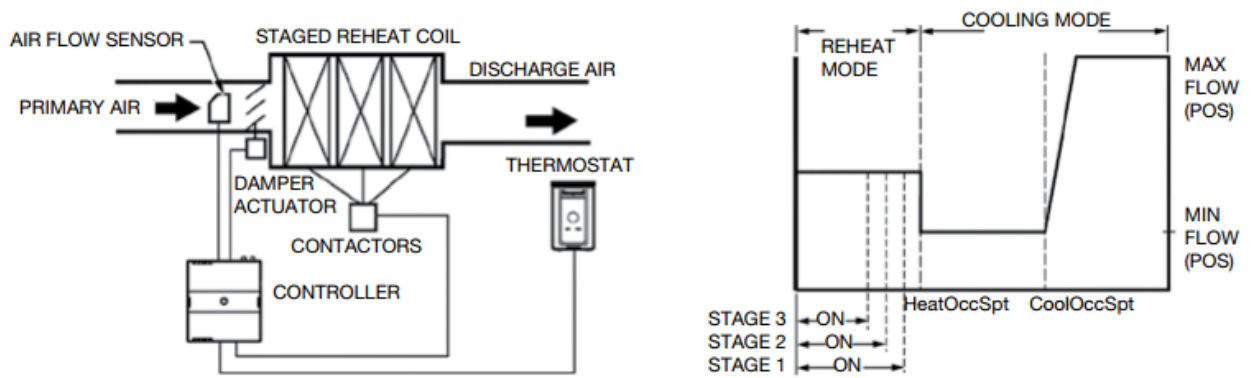 AIR FLOW SENSOR
STAGED REHEAT COIL
DISCHARGE AIR
PRIMARY AIR
THERMOSTAT
DAMPER
ACTUATOR
CONTACTORS
CONTROLLER
COOLING MODE
REHEAT
MODE
MAX
FLOW
(POS)
MIN
FLOW
(POS)
HeatOccSpt CoolOccSpt
STAGE 3 ON
STAGE 2 ON
STAGE 1 ON